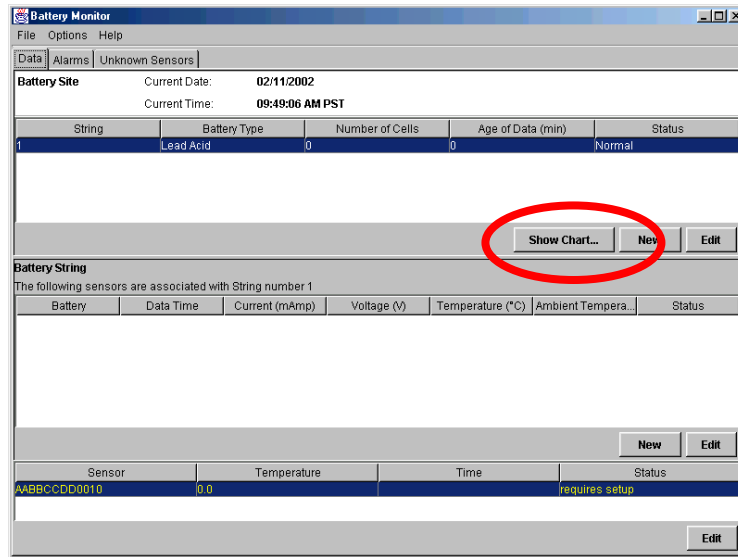 Battery Monitor
File Options Help
Data Alarms Unknown Sensors
Battery Site Current Date: 02/11/2002
Current Time: 09:49:06 AM PST
String Battery Type Number of Cells Age of Data (min) Status
1 Lead Acid 0 0 Normal
Show Chart... New Edit
Battery String
The following sensors are associated with String number 1
Battery Data Time Current (mAmp) Voltage (V) Temperature (°C) Ambient Tempera... Status
New Edit
Sensor Temperature Time Status
AABBCCDD0010 0.0 requires setup
Edit